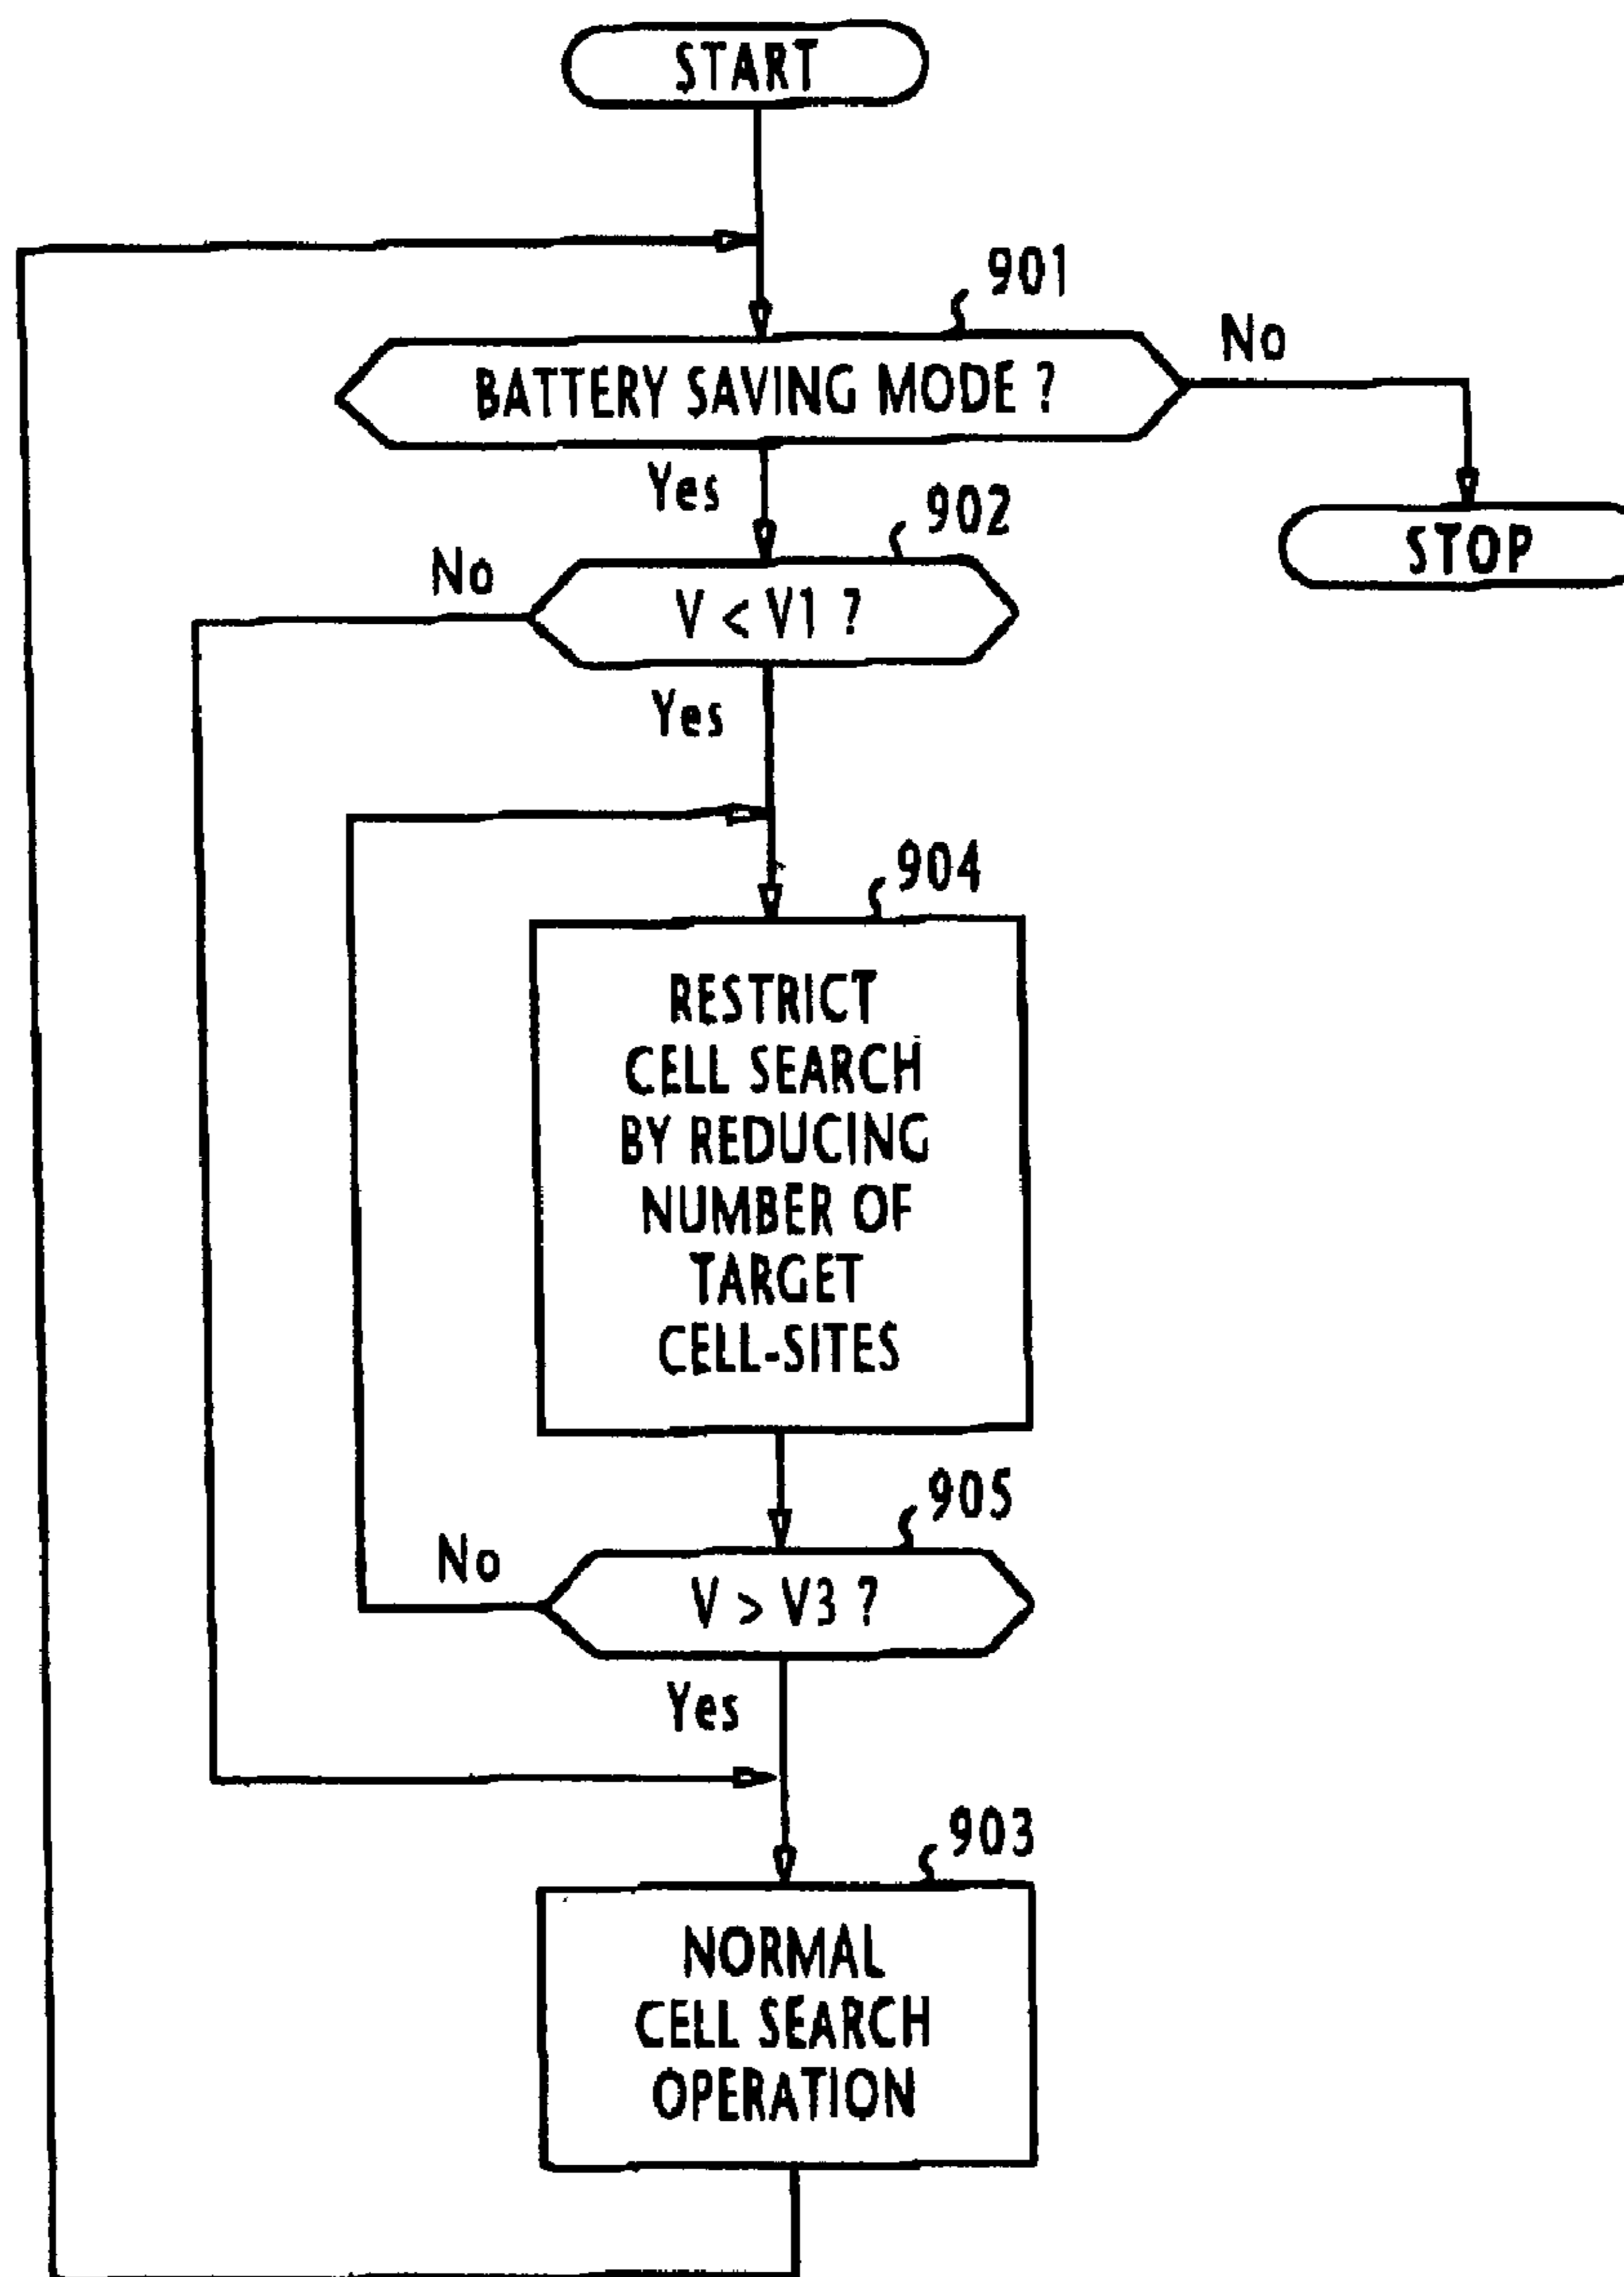 START
901
BATTERY SAVING MODE ?
No
Yes
902
STOP
No
V < V1 ?
Yes
904
RESTRICT
CELL SEARCH
BY REDUCING
NUMBER OF
TARGET
CELL-SITES
905
No
V > V3 ?
Yes
903
NORMAL
CELL SEARCH
OPERATION